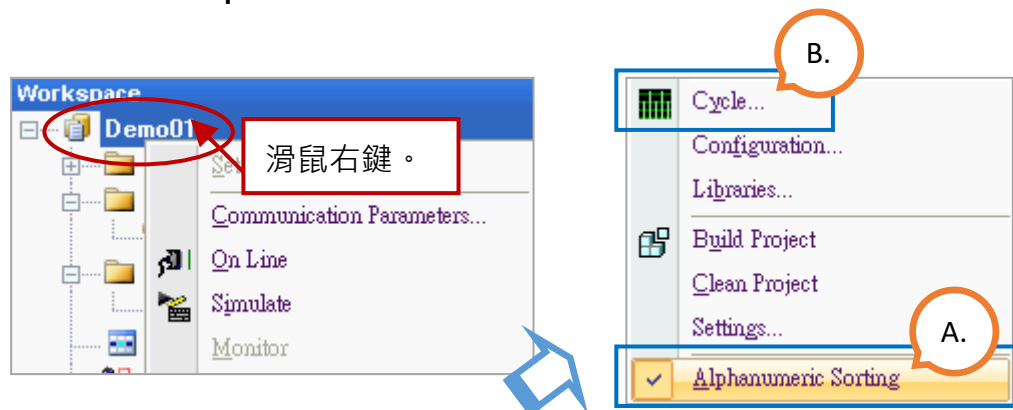 B.
Workspace
Demo01
滑鼠右鍵。
Communication Parameters...
On Line
Simulate
Monitor
Cycle...
Configuration...
Libraries...
Build Project
Clean Project
Settings...
A.
Alphanumeric Sorting